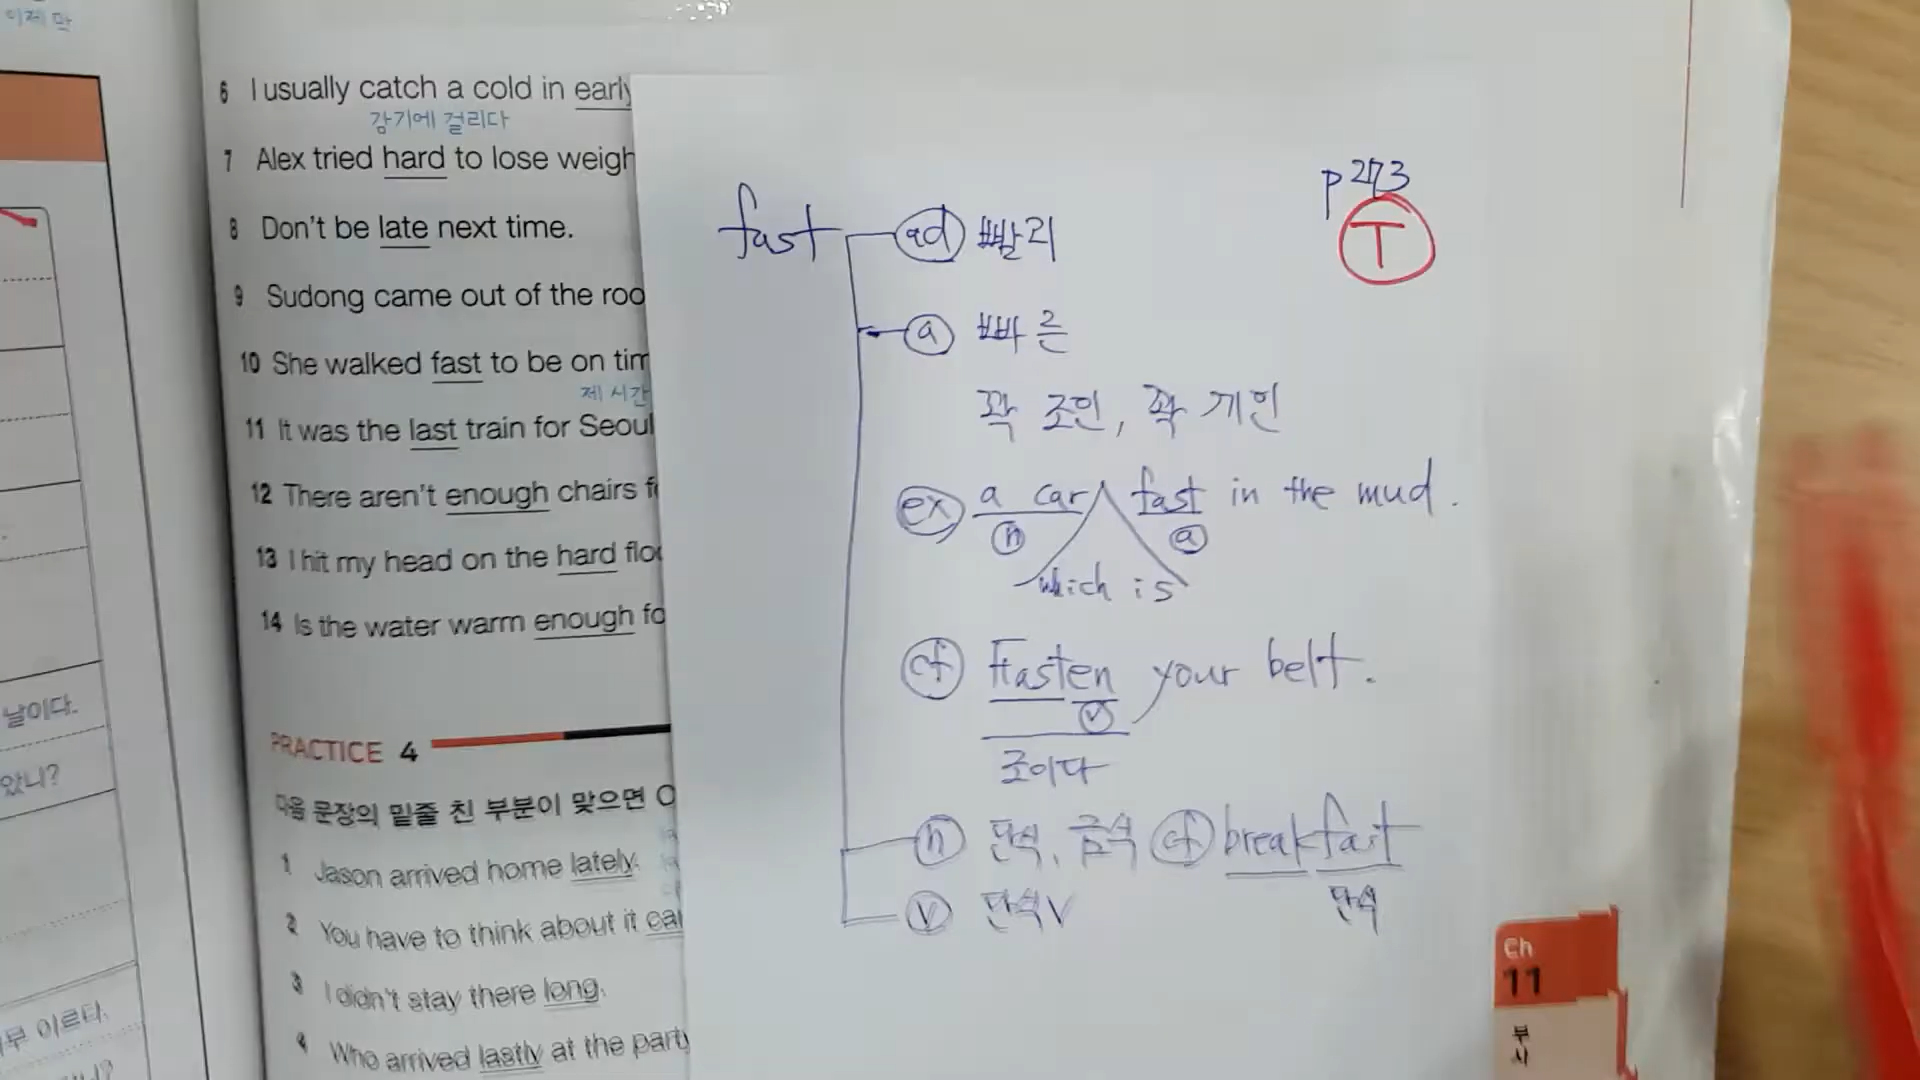 이제 막
6 I usually catch a cold in early
감기에 걸리다
7 Alex tried hard to lose weigh
8 Don't be late next time.
9 Sudong came out of the roo
10 She walked fast to be on tim
제 시간
11 It was the last train for Seoul
12 There aren't enough chairs f
13 I hit my head on the hard floo
14 Is the water warm enough fo
날이다.
았니?
PRACTICE 4
다음 문장의 밑줄 친 부분이 맞으면 O
1 Jason arrived home lately.
2 You have to think about it ear
3 I didn't stay there long.
4 Who arrived lastly at the party
부 이르다.
p273
T
fast ad 빨리
a 빠른
꽉 조인, 꽉 개인
ex a car fast in the mud.
n a
which is
cf Fasten your belt.
v
조이다
n 단식, 금식 cf breakfast
단식
v 단식V
Ch
11
부사